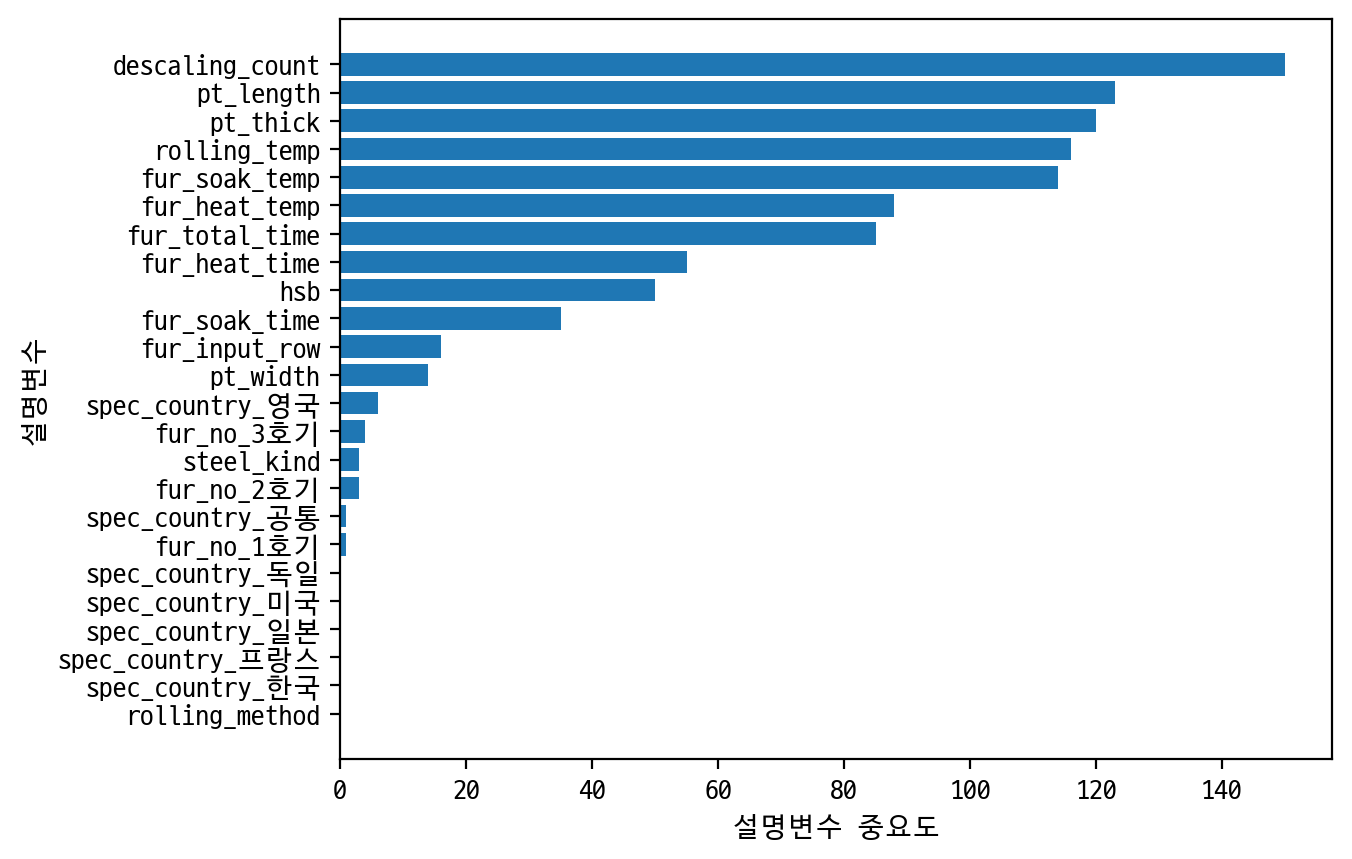 descaling_count
pt_length
pt_thick
rolling_temp
fur_soak_temp
fur_heat_temp
fur_total_time
fur_heat_time
hsb
fur_soak_time
fur_input_row
pt_width
spec_country_영국
fur_no_3호기
steel_kind
fur_no_2호기
spec_country_공통
fur_no_1호기
spec_country_독일
spec_country_미국
spec_country_일본
spec_country_프랑스
spec_country_한국
rolling_method
설명변수
0 20 40 60 80 100 120 140
설명변수 중요도